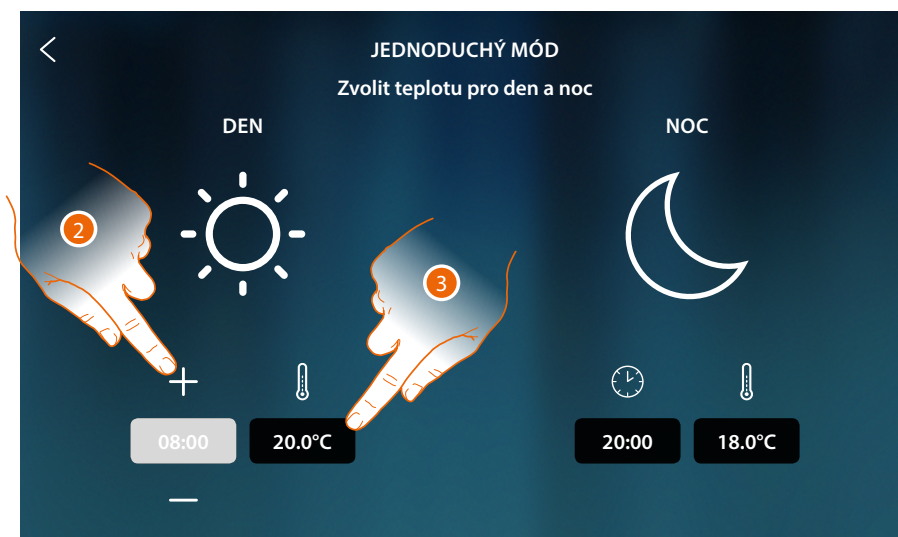 JEDNODUCHÝ MÓD
Zvolit teplotu pro den a noc
DEN
NOC
2
3
08:00
20.0°C
20:00
18.0°C